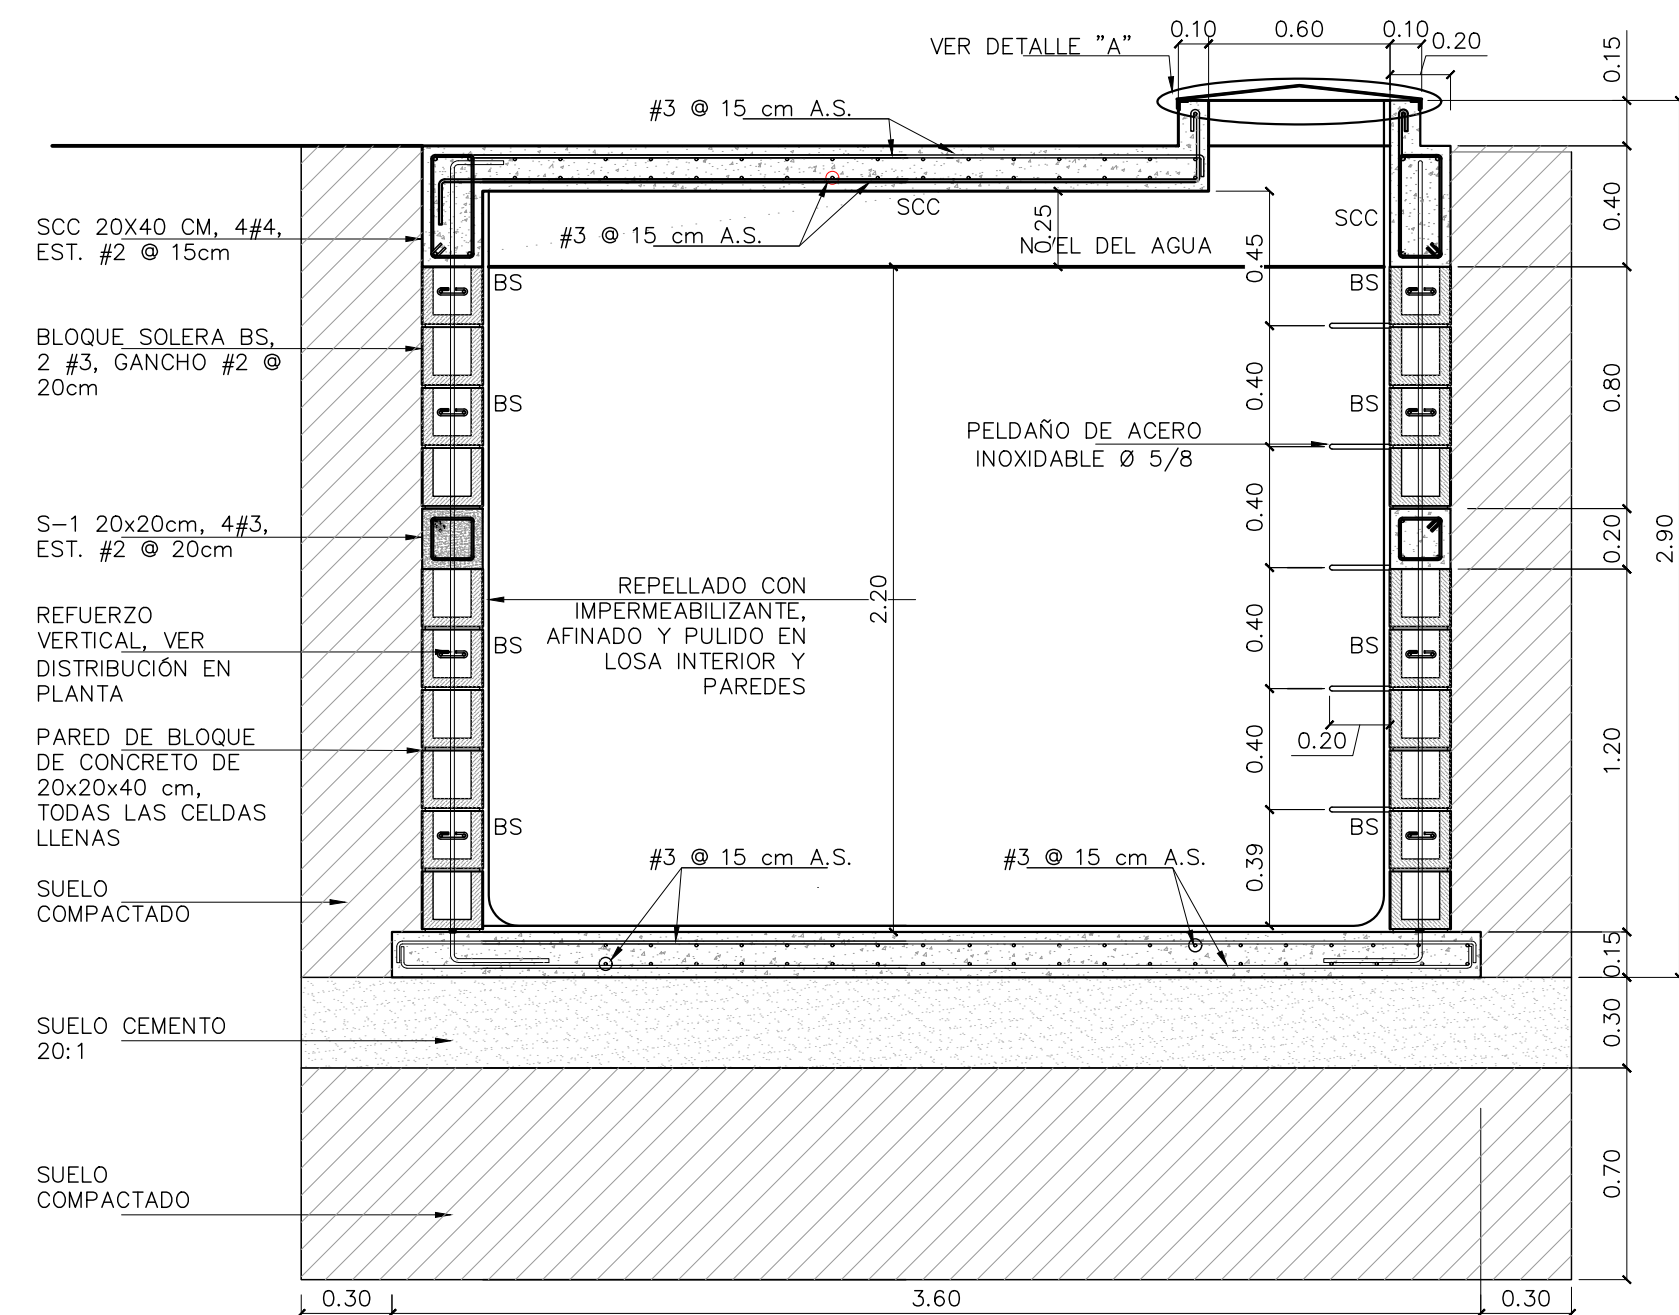 VER DETALLE "A"
0.10
0.60
0.10
0.20
0.15
#3 @ 15 cm A.S.
SCC 20X40 CM, 4#4,
EST. #2 @ 15cm
#3 @ 15 cm A.S.
SCC
0.25
NIVEL DEL AGUA
0.45
SCC
0.40
BS
BS
BLOQUE SOLERA BS,
2 #3, GANCHO #2 @
20cm
BS
BS
0.40
0.80
PELDAÑO DE ACERO
INOXIDABLE Ø 5/8
0.40
S-1 20x20cm, 4#3,
EST. #2 @ 20cm
0.20
2.90
REPELLADO CON
IMPERMEABILIZANTE,
AFINADO Y PULIDO EN
LOSA INTERIOR Y
PAREDES
2.20
0.40
REFUERZO
VERTICAL, VER
DISTRIBUCIÓN EN
PLANTA
BS
BS
PARED DE BLOQUE
DE CONCRETO DE
20x20x40 cm,
TODAS LAS CELDAS
LLENAS
0.40
0.20
1.20
BS
BS
#3 @ 15 cm A.S.
#3 @ 15 cm A.S.
0.39
SUELO
COMPACTADO
0.15
SUELO CEMENTO
20:1
0.30
SUELO
COMPACTADO
0.70
0.30
3.60
0.30